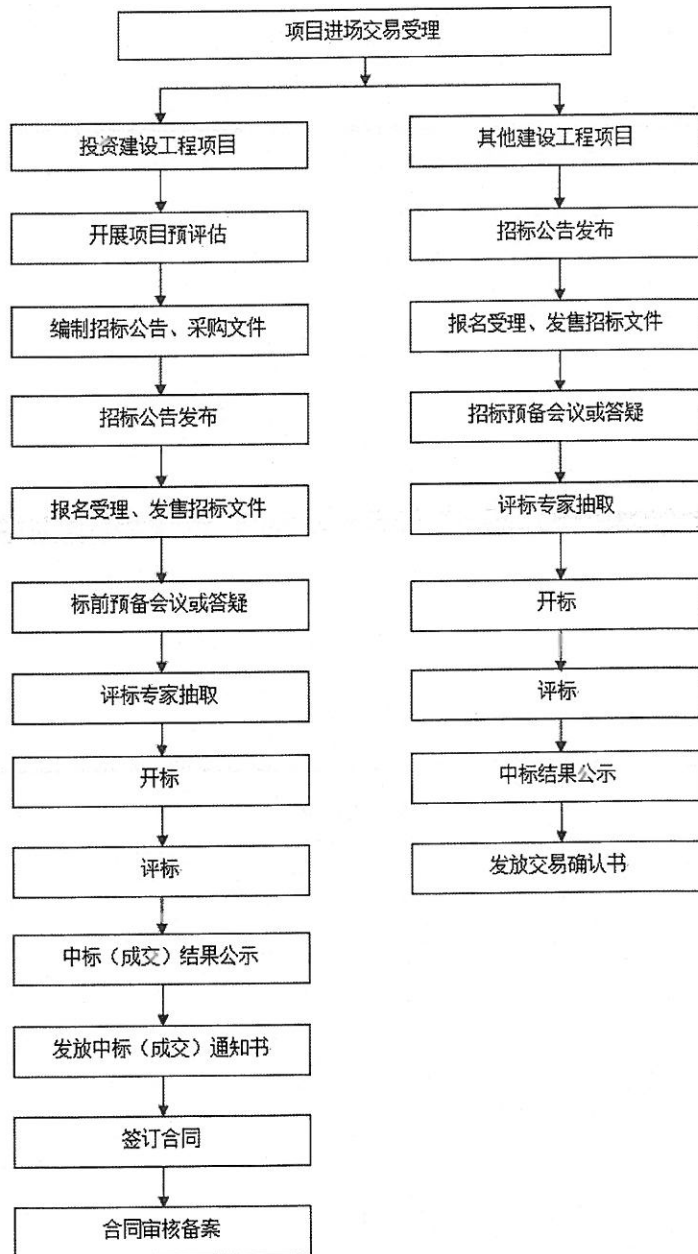 项目进场交易受理
投资建设工程项目
开展项目预评估
编制招标公告、采购文件
招标公告发布
报名受理、发售招标文件
标前预备会议或答疑
评标专家抽取
开标
评标
中标（成交）结果公示
发放中标（成交）通知书
签订合同
合同审核备案
其他建设工程项目
招标公告发布
报名受理、发售招标文件
招标预备会议或答疑
评标专家抽取
开标
评标
中标结果公示
发放交易确认书